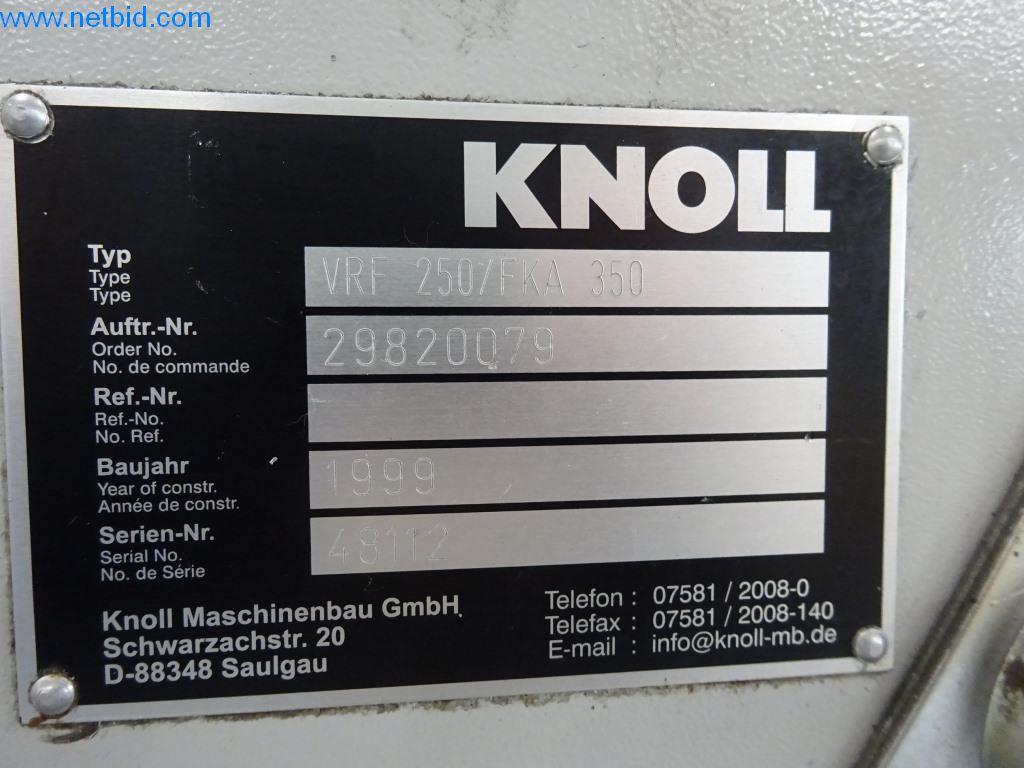 www.netbid.com
KNOLL
Typ
Type
Type
VRF 250/FKA 350
Auftr.-Nr.
Order No.
No. de commande
29820079
Ref.-Nr.
Ref.-No.
No. Ref.
Baujahr
Year of constr.
Année de constr.
1999
Serien-Nr.
Serial No.
No. de Série
48112
Knoll Maschinenbau GmbH
Schwarzachstr. 20
D-88348 Saulgau
Telefon : 07581 / 2008-0
Telefax : 07581 / 2008-140
E-mail : info@knoll-mb.de